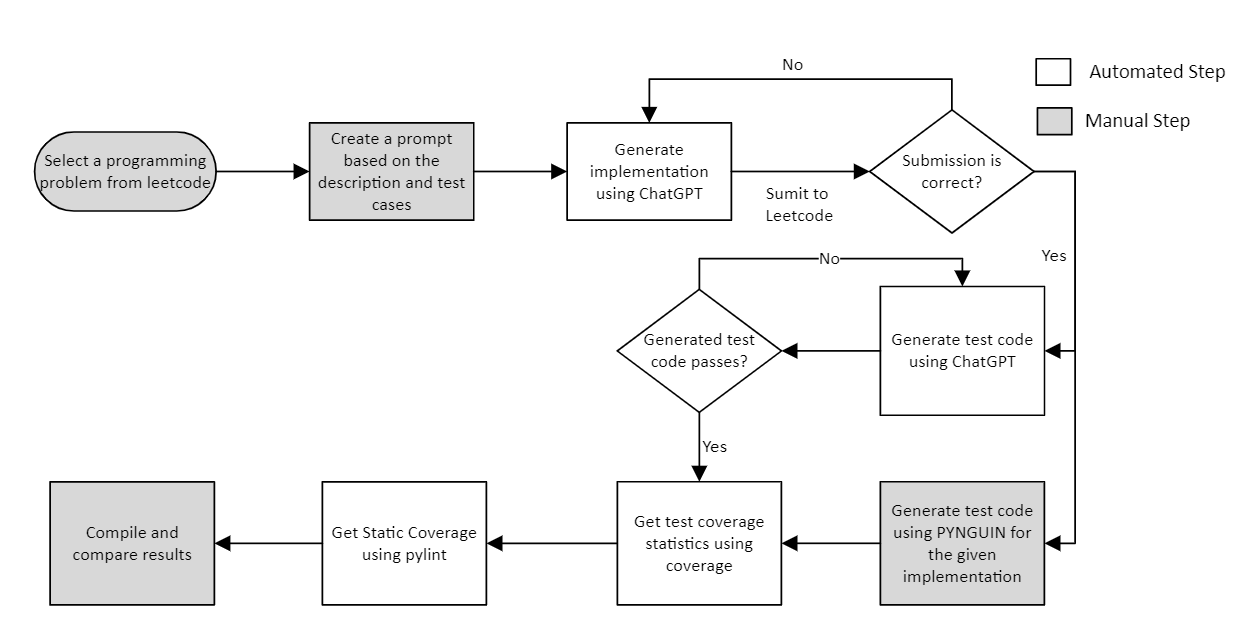 No
Automated Step
Manual Step
Select a programming
problem from leetcode
Create a prompt
based on the
description and test
cases
Generate
implementation
using ChatGPT
Sumit to
Leetcode
Submission is
correct?
Yes
No
Generated test
code passes?
Generate test code
using ChatGPT
Yes
Compile and
compare results
Get Static Coverage
using pylint
Get test coverage
statistics using
coverage
Generate test code
using PYNGUIN for
the given
implementation